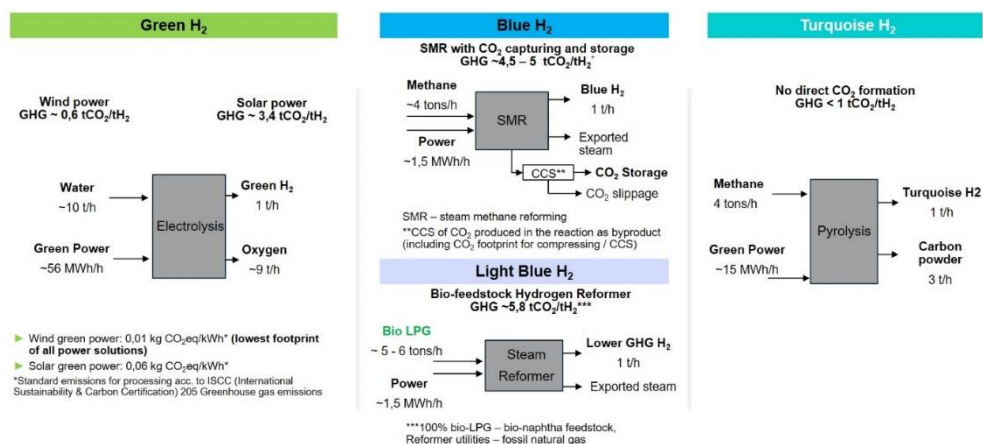 Green H₂
Wind power
GHG ~ 0,6 tCO₂/tH₂
Solar power
GHG ~ 3,4 tCO₂/tH₂
Water
~10 t/h
Green Power
~56 MWh/h
Electrolysis
Green H₂
1 t/h
Oxygen
~9 t/h
► Wind green power: 0,01 kg CO₂eq/kWh* (lowest footprint
of all power solutions)
► Solar green power: 0,06 kg CO₂eq/kWh*
*Standard emissions for processing acc. to ISCC (International
Sustainability & Carbon Certification) 205 Greenhouse gas emissions
Blue H₂
SMR with CO₂ capturing and storage
GHG ~4,5 – 5 tCO₂/tH₂*
Methane
~4 tons/h
Power
~1,5 MWh/h
SMR
Blue H₂
1 t/h
Exported
steam
CCS**
CO₂ Storage
CO₂ slippage
SMR – steam methane reforming
**CCS of CO₂ produced in the reaction as byproduct
(including CO₂ footprint for compressing / CCS)
Light Blue H₂
Bio-feedstock Hydrogen Reformer
GHG ~5,8 tCO₂/tH₂***
Bio LPG
~ 5 - 6 tons/h
Power
~1,5 MWh/h
Steam
Reformer
Lower GHG H₂
1 t/h
Exported steam
***100% bio-LPG – bio-naphtha feedstock,
Reformer utilities – fossil natural gas
Turquoise H₂
No direct CO₂ formation
GHG < 1 tCO₂/tH₂
Methane
4 tons/h
Green Power
~15 MWh/h
Pyrolysis
Turquoise H2
1 t/h
Carbon
powder
3 t/h